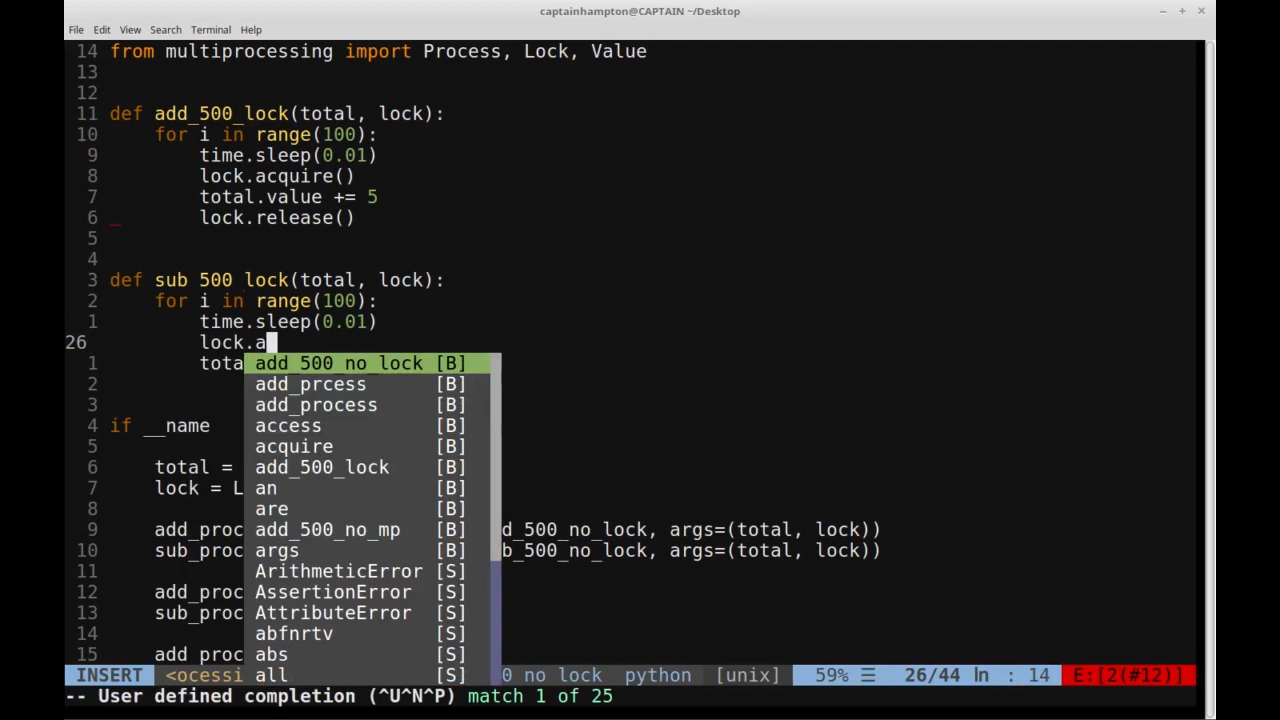 captainhampton@CAPTAIN ~/Desktop
File Edit View Search Terminal Help
14 from multiprocessing import Process, Lock, Value
13
12
11 def add_500_lock(total, lock):
10     for i in range(100):
9         time.sleep(0.01)
8         lock.acquire()
7         total.value += 5
6         lock.release()
5
4
3 def sub_500_lock(total, lock):
2     for i in range(100):
1         time.sleep(0.01)
26         lock.a
1         tota add_500_no_lock [B]
2 add_prcess [B]
3 add_process [B]
4 if __name access [B]
5 acquire [B]
6     total = add_500_lock [B]
7     lock = L an [B]
8 are [B]
9     add_proc add_500_no_mp [B] d_500_no_lock, args=(total, lock))
10     sub_proc args [B] b_500_no_lock, args=(total, lock))
11 ArithmeticError [S]
12     add_proc AssertionError [S]
13     sub_proc AttributeError [S]
14 abfnrtv [S]
15     add_proc abs [S]
INSERT <ocessi all [S] 0 no lock python [unix] 59% ☰ 26/44 ln : 14 E:[2(#12)]
-- User defined completion (^U^N^P) match 1 of 25